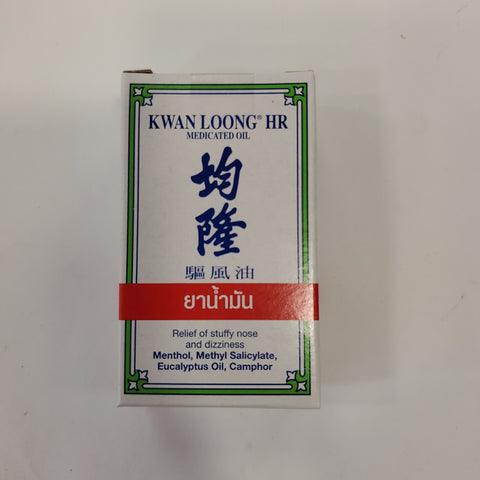 KWAN LOONG® HR
MEDICATED OIL
均
隆
驅風油
ยาน้ำมัน
Relief of stuffy nose
and dizziness
Menthol, Methyl Salicylate,
Eucalyptus Oil, Camphor